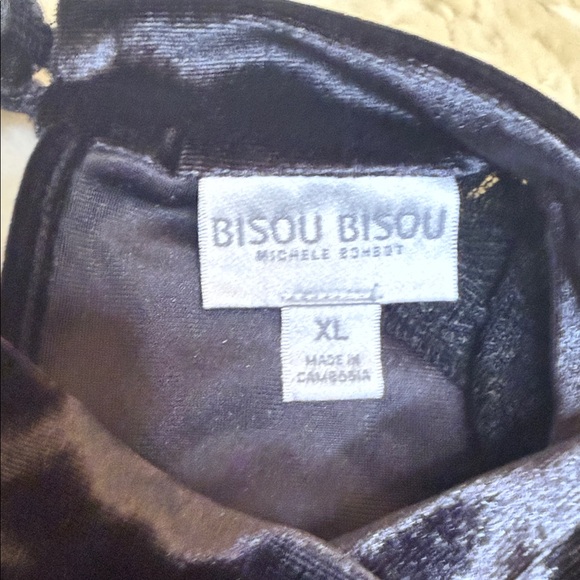 BISOU BISOU
MICHELE BOHBOT
XL
MADE IN
CAMBODIA